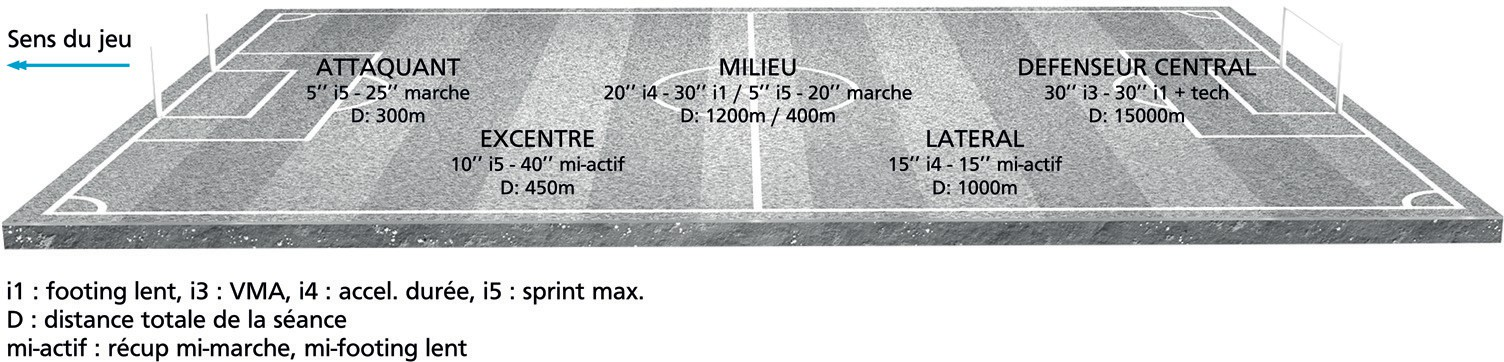 Sens du jeu
ATTAQUANT
5’’ i5 - 25’’ marche
D: 300m
MILIEU
20’’ i4 - 30’’ i1 / 5’’ i5 - 20’’ marche
D: 1200m / 400m
DEFENSEUR CENTRAL
30’’ i3 - 30’’ i1 + tech
D: 15000m
EXCENTRE
10’’ i5 - 40’’ mi-actif
D: 450m
LATERAL
15’’ i4 - 15’’ mi-actif
D: 1000m
i1 : footing lent, i3 : VMA, i4 : accel. durée, i5 : sprint max.
D : distance totale de la séance
mi-actif : récup mi-marche, mi-footing lent